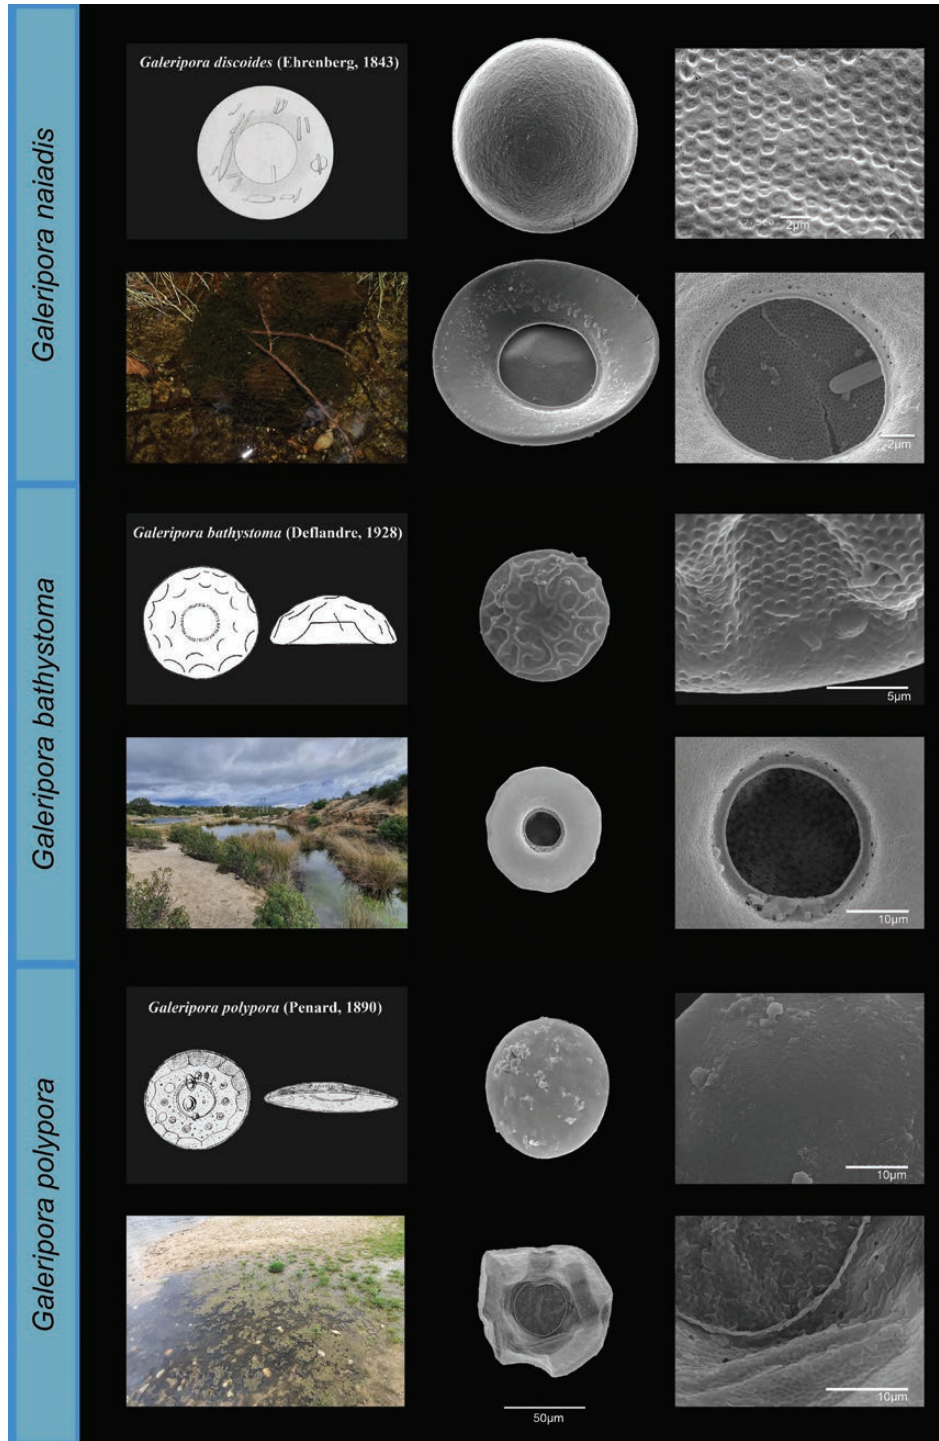 Galeripora naiadis
Galeripora discoides (Ehrenberg, 1843)
2µm
2µm
Galeripora bathystoma
Galeripora bathystoma (Deflandre, 1928)
5µm
10µm
Galeripora polypora
Galeripora polypora (Penard, 1890)
10µm
10µm
50µm